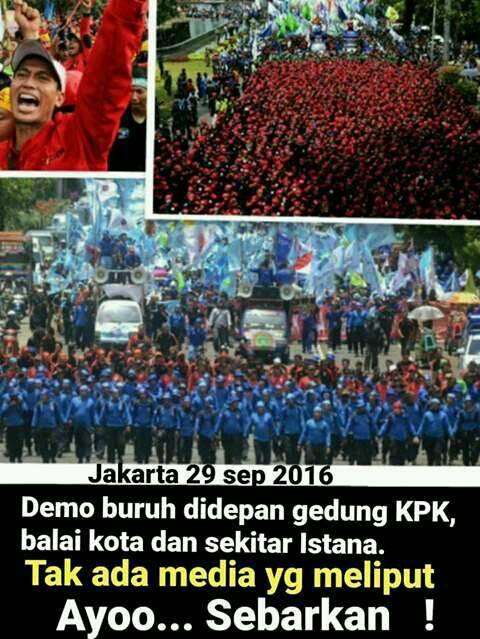 Jakarta 29 sep 2016
Demo buruh didepan gedung KPK,
balai kota dan sekitar Istana.
Tak ada media yg meliput
Ayoo... Sebarkan !